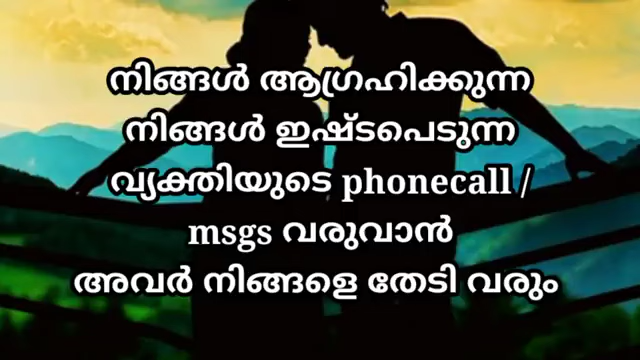 നിങ്ങൾ ആഗ്രഹിക്കുന്ന
നിങ്ങൾ ഇഷ്ടപെടുന്ന
വ്യക്തിയുടെ phonecall /
msgs വരുവാൻ
അവർ നിങ്ങളെ തേടി വരും